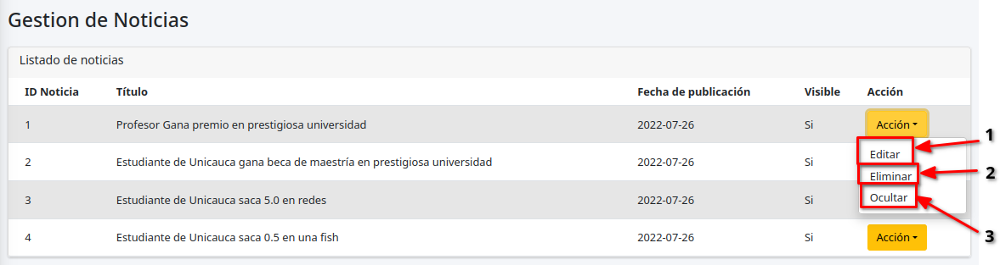 Gestion de Noticias
Listado de noticias
ID Noticia Título Fecha de publicación Visible Acción
1 Profesor Gana premio en prestigiosa universidad 2022-07-26 Si Acción
1
Editar
2 Estudiante de Unicauca gana beca de maestría en prestigiosa universidad 2022-07-26 Si
Eliminar 2
3 Estudiante de Unicauca saca 5.0 en redes 2022-07-26 Si Ocultar
4 Estudiante de Unicauca saca 0.5 en una fish 2022-07-26 Si Acción 3